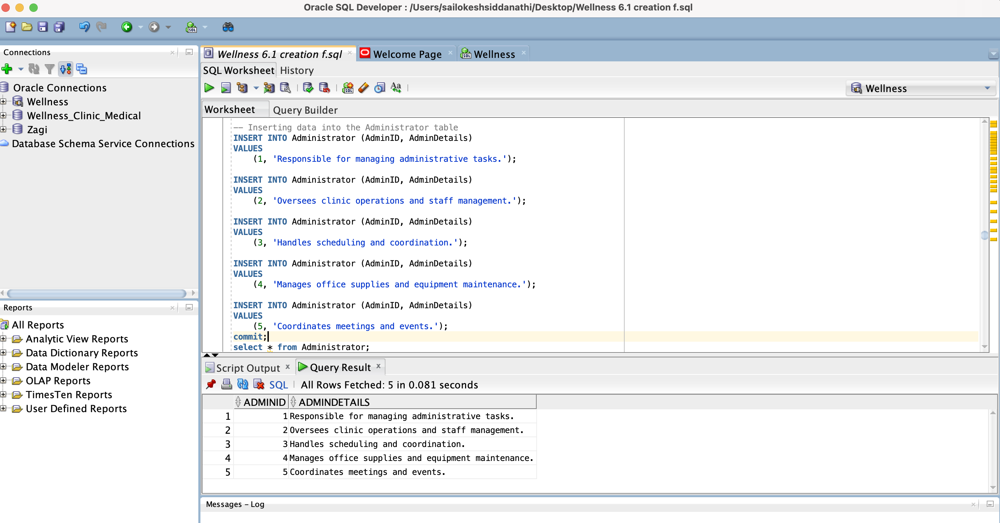 Oracle SQL Developer : /Users/sailokeshsiddanathi/Desktop/Wellness 6.1 creation f.sql
Connections
Oracle Connections
Wellness
Wellness_Clinic_Medical
Zagi
Database Schema Service Connections
Reports
All Reports
Analytic View Reports
Data Dictionary Reports
Data Modeler Reports
OLAP Reports
TimesTen Reports
User Defined Reports
Wellness 6.1 creation f.sql
Welcome Page
Wellness
SQL Worksheet History
Wellness
Worksheet Query Builder
-- Inserting data into the Administrator table
INSERT INTO Administrator (AdminID, AdminDetails)
VALUES
(1, 'Responsible for managing administrative tasks.');
INSERT INTO Administrator (AdminID, AdminDetails)
VALUES
(2, 'Oversees clinic operations and staff management.');
INSERT INTO Administrator (AdminID, AdminDetails)
VALUES
(3, 'Handles scheduling and coordination.');
INSERT INTO Administrator (AdminID, AdminDetails)
VALUES
(4, 'Manages office supplies and equipment maintenance.');
INSERT INTO Administrator (AdminID, AdminDetails)
VALUES
(5, 'Coordinates meetings and events.');
commit;
select * from Administrator;
Script Output Query Result
SQL All Rows Fetched: 5 in 0.081 seconds
ADMINID ADMINDETAILS
1 1 Responsible for managing administrative tasks.
2 2 Oversees clinic operations and staff management.
3 3 Handles scheduling and coordination.
4 4 Manages office supplies and equipment maintenance.
5 5 Coordinates meetings and events.
Messages - Log